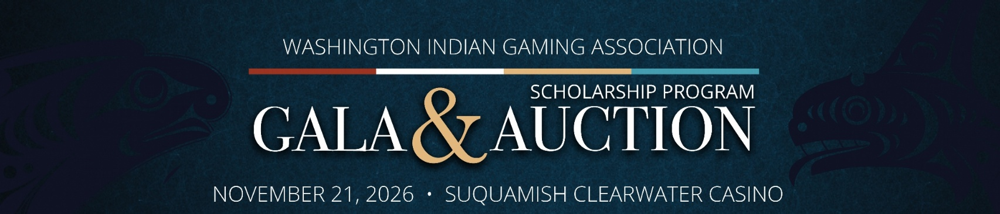 WASHINGTON INDIAN GAMING ASSOCIATION
SCHOLARSHIP PROGRAM
GALA & AUCTION
NOVEMBER 21, 2026 • SUQUAMISH CLEARWATER CASINO